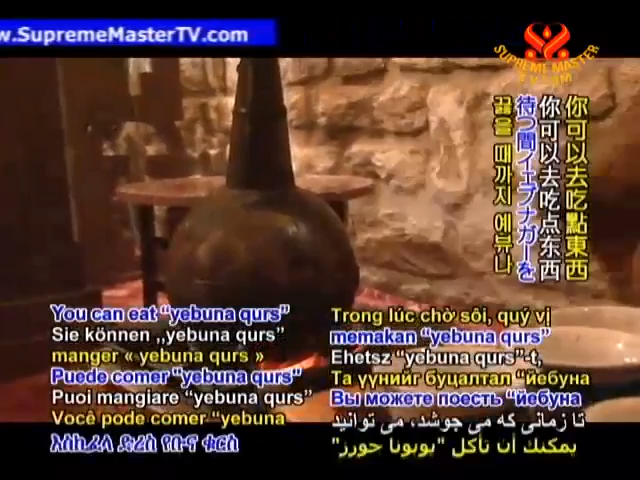 www.SupremeMasterTV.com
SUPREME MASTER
你可以去吃點東西
你可以去吃点东西
待つ間イェブナガーを
끓을 때까지 예뷰나
You can eat “yebuna qurs”
Sie können ,,yebuna qurs”
manger « yebuna qurs »
Puede comer “yebuna qurs”
Puoi mangiare “yebuna qurs”
Você pode comer “yebuna
እስኪፈላ ድረስ የቡና ቁርስ
Trong lúc chờ sôi, quý vị
memakan “yebuna qurs”
Ehetsz “yebuna qurs”-t,
Та үүнийг буцалтал “йебуна
Вы можете поесть “йебуна
تا زمانی که می جوشد، می توانید
يمكنك أن تأكل "يوبونا حورز"